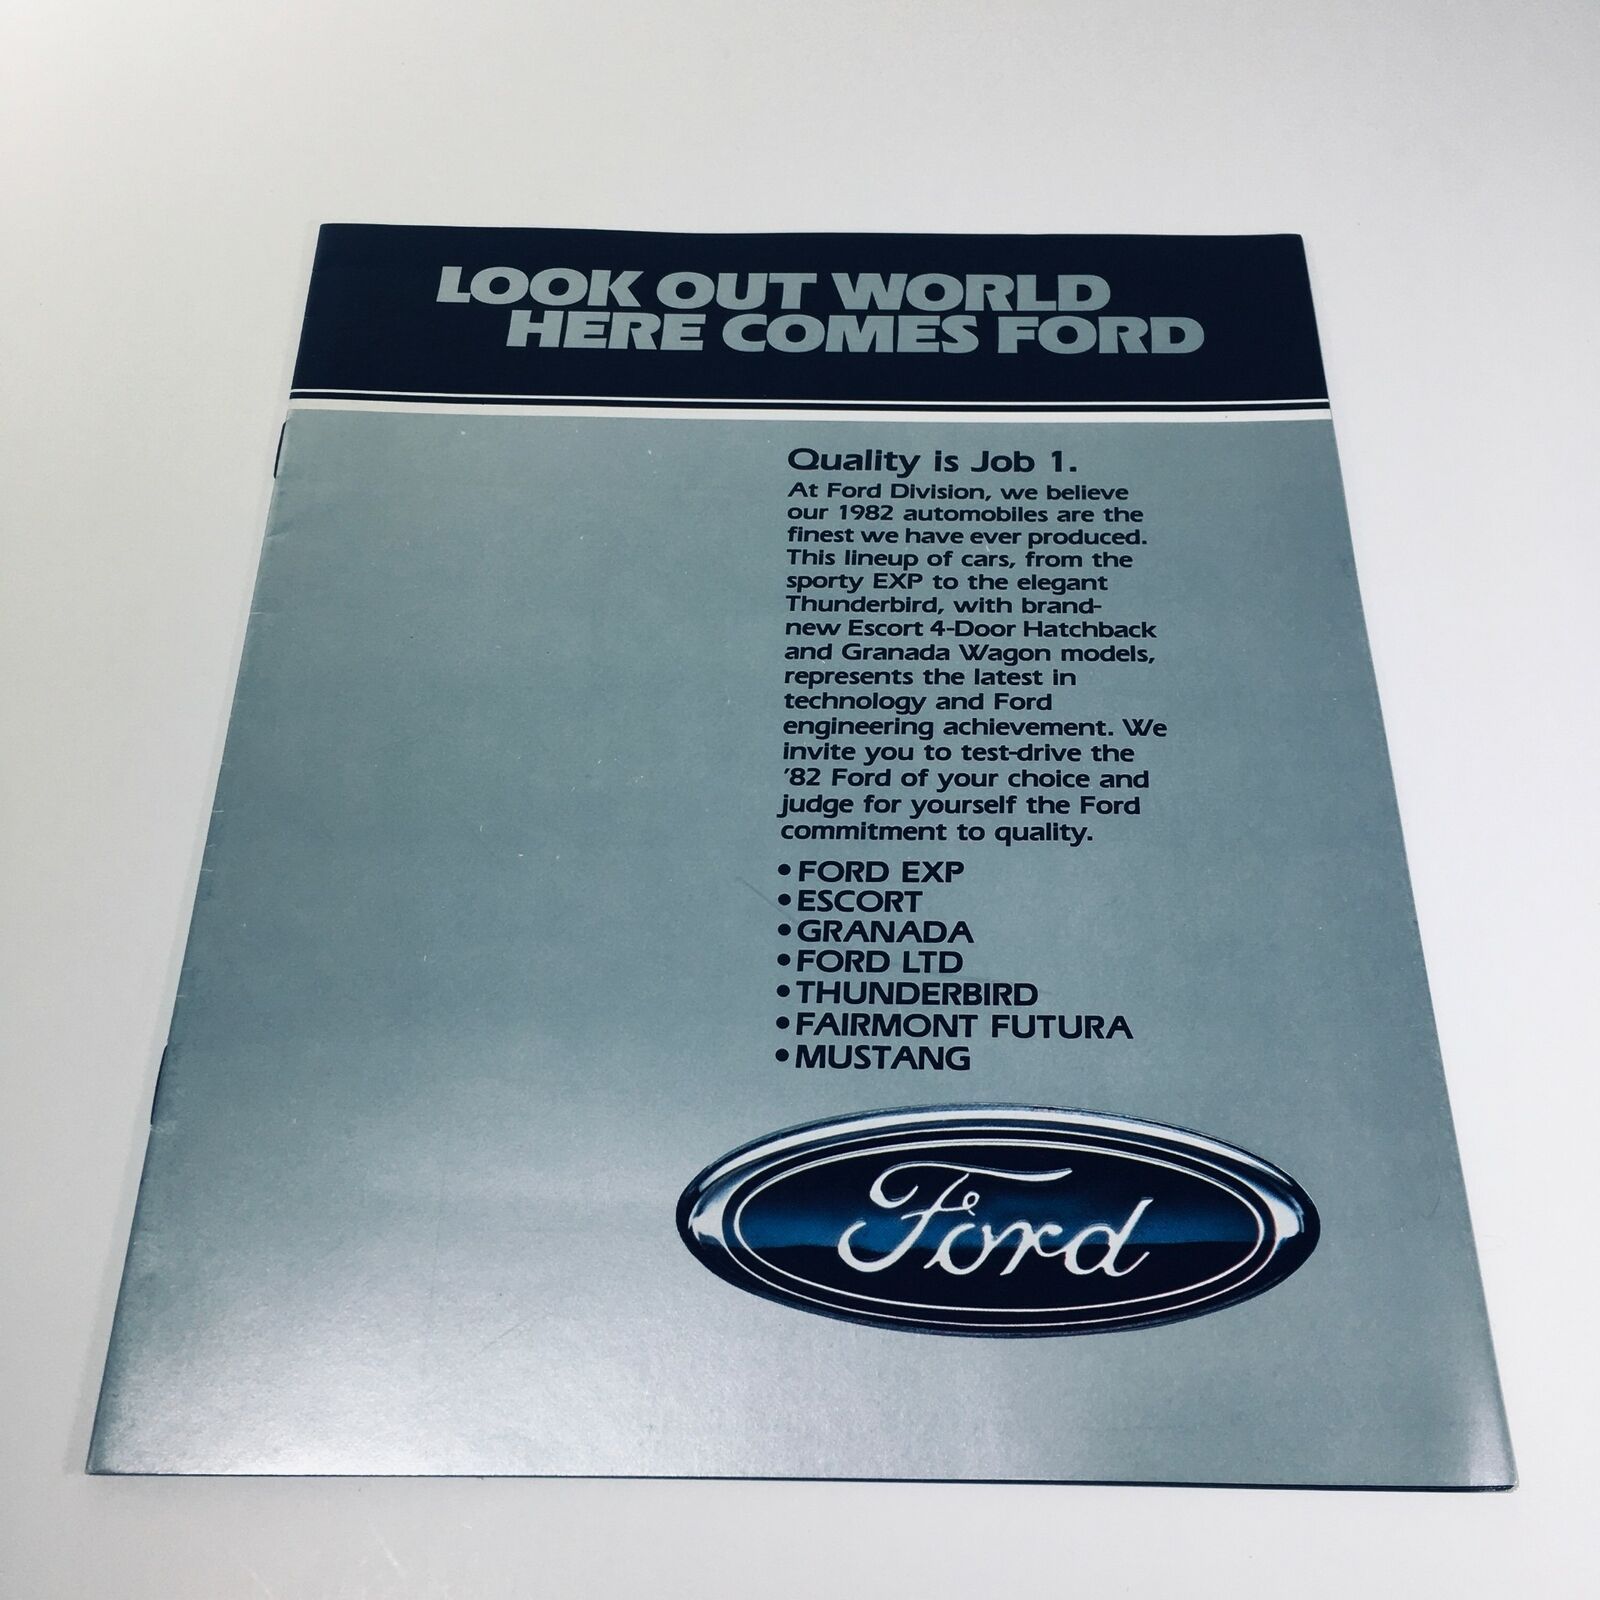 LOOK OUT WORLD
HERE COMES FORD
Quality is Job 1.
At Ford Division, we believe
our 1982 automobiles are the
finest we have ever produced.
This lineup of cars, from the
sporty EXP to the elegant
Thunderbird, with brand-
new Escort 4-Door Hatchback
and Granada Wagon models,
represents the latest in
technology and Ford
engineering achievement. We
invite you to test-drive the
'82 Ford of your choice and
judge for yourself the Ford
commitment to quality.
• FORD EXP
• ESCORT
• GRANADA
• FORD LTD
• THUNDERBIRD
• FAIRMONT FUTURA
• MUSTANG
Ford